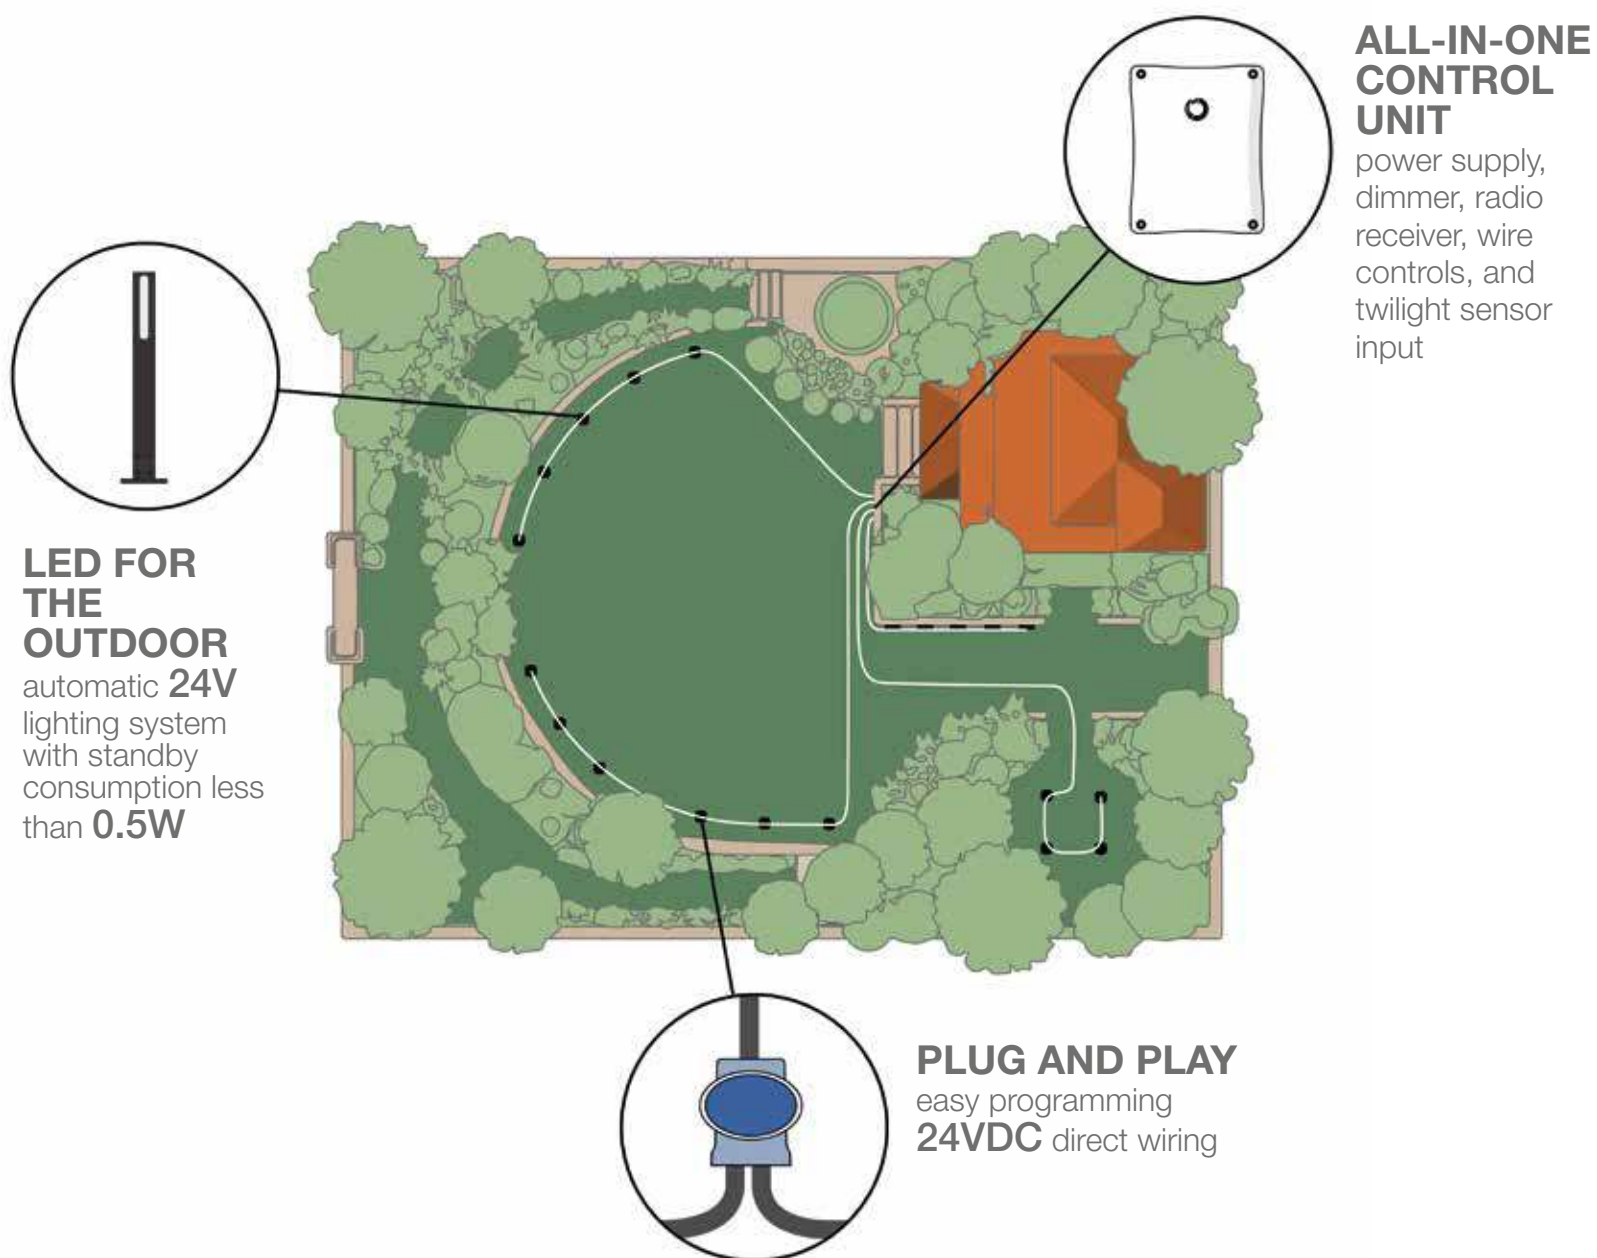 ALL-IN-ONE
CONTROL
UNIT
power supply,
dimmer, radio
receiver, wire
controls, and
twilight sensor
input
LED FOR
THE
OUTDOOR
automatic 24V
lighting system
with standby
consumption less
than 0.5W
PLUG AND PLAY
easy programming
24VDC direct wiring